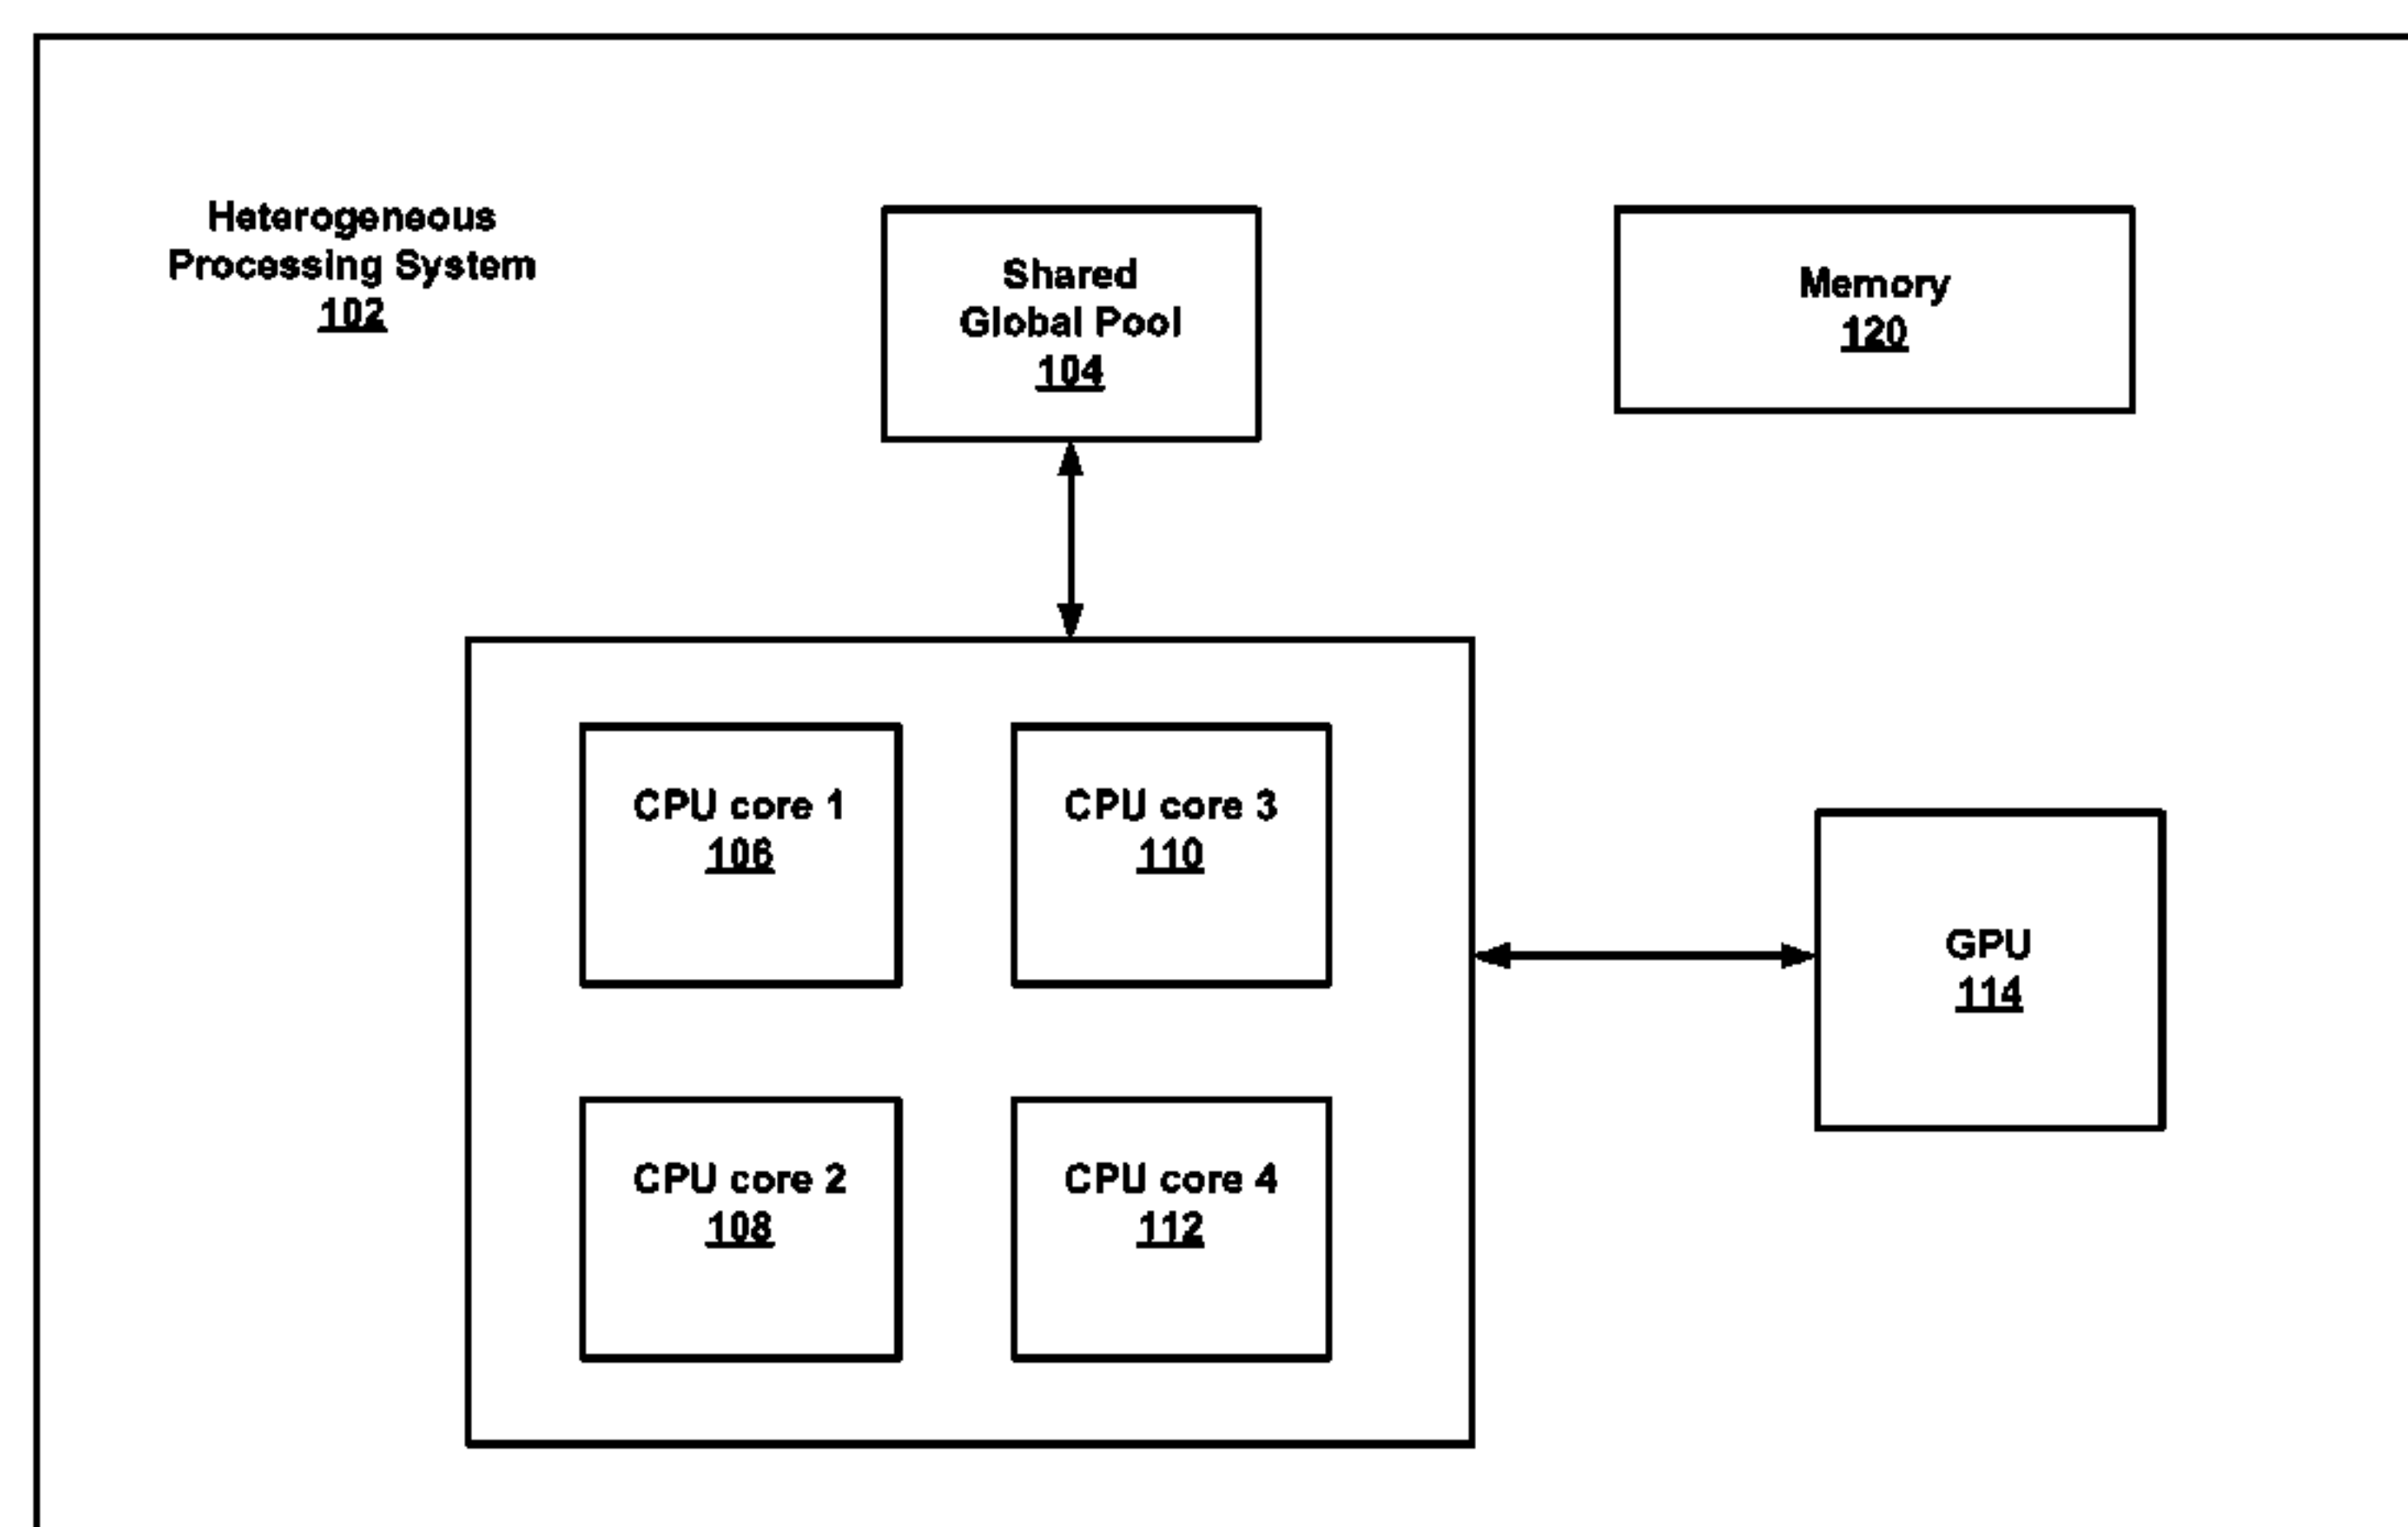 Heterogeneous
Processing System
102
Shared
Global Pool
104
Memory
120
CPU core 1
106
CPU core 3
110
CPU core 2
108
CPU core 4
112
GPU
114